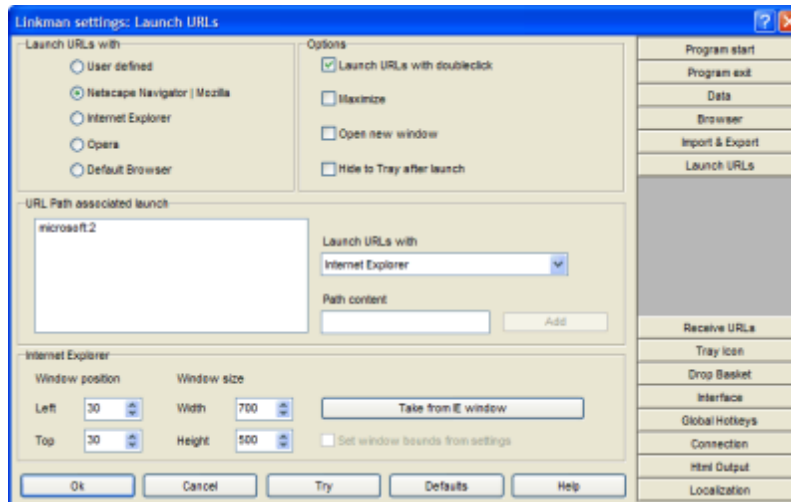 Linkman settings: Launch URLs
Launch URLs with
User defined
Netscape Navigator | Mozilla
Internet Explorer
Opera
Default Browser
Options
Launch URLs with doubleclick
Maximize
Open new window
Hide to Tray after launch
URL Path associated launch
microsoft:2
Launch URLs with
Internet Explorer
Path content
Add
Internet Explorer
Window position
Window size
Left 30
Width 700
Take from IE window
Top 30
Height 500
Set window bounds from settings
Ok
Cancel
Try
Defaults
Help
Program start
Program exit
Data
Browser
Import & Export
Launch URLs
Receive URLs
Tray icon
Drop Basket
Interface
Global Hotkeys
Connection
Html Output
Localization